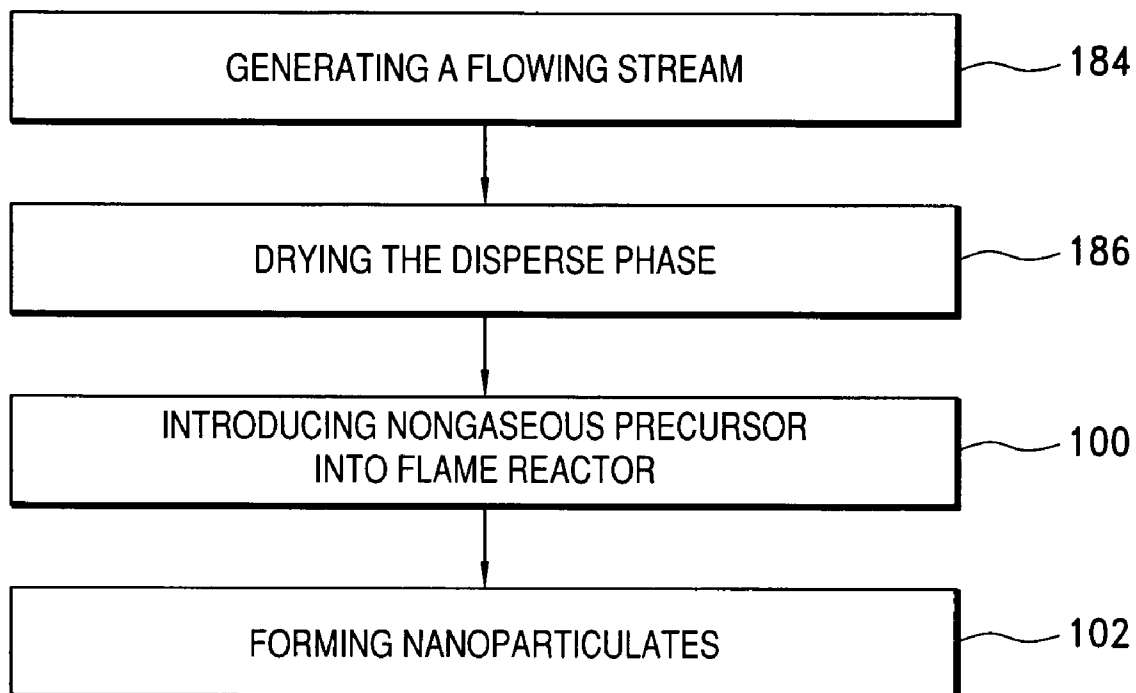 GENERATING A FLOWING STREAM
184
DRYING THE DISPERSE PHASE
186
INTRODUCING NONGASEOUS PRECURSOR
INTO FLAME REACTOR
100
FORMING NANOPARTICULATES
102